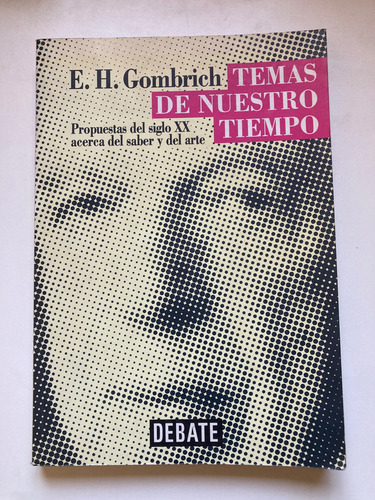 E. H. Gombrich TEMAS
DE NUESTRO
TIEMPO
Propuestas del siglo XX
acerca del saber y del arte
DEBATE